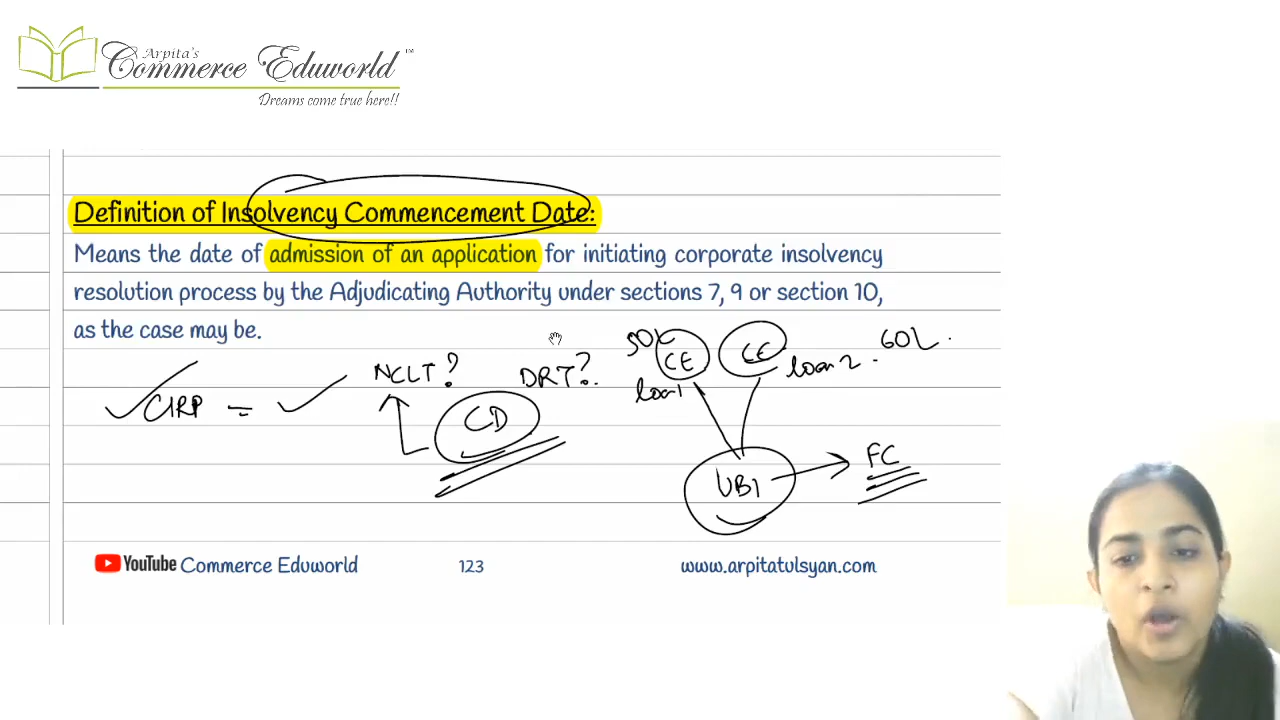 Arpita's
Commerce Eduworld™
Dreams come true here!!
Definition of Insolvency Commencement Date:
Means the date of admission of an application for initiating corporate insolvency
resolution process by the Adjudicating Authority under sections 7, 9 or section 10,
as the case may be.
50L CE CE 60L
loan1 loan 2
NCLT? DRT?
CIRP = CD
UBI FC
YouTube Commerce Eduworld 123 www.arpitatulsyan.com